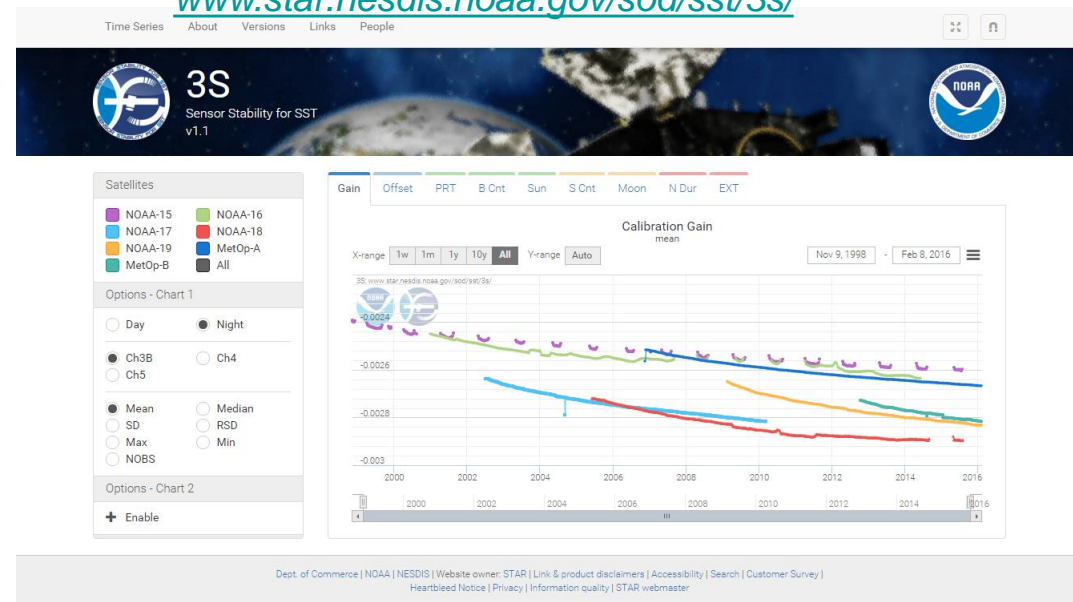 www.star.nesdis.noaa.gov/sod/sst/3s/
Time Series About Versions Links People
3S
Sensor Stability for SST
v1.1
NOAA
Satellites
NOAA-15 NOAA-16
NOAA-17 NOAA-18
NOAA-19 MetOp-A
MetOp-B All
Options - Chart 1
Day Night
Ch3B Ch4
Ch5
Mean Median
SD RSD
Max Min
NOBS
Options - Chart 2
Enable
Gain Offset PRT B Cnt Sun S Cnt Moon N Dur EXT
Calibration Gain
mean
X-range 1w 1m 1y 10y All Y-range Auto Nov 9, 1998 - Feb 8, 2016
3S: www.star.nesdis.noaa.gov/sod/sst/3s/
-0.0024
-0.0026
-0.0028
-0.003
2000 2002 2004 2006 2008 2010 2012 2014 2016
2000 2002 2004 2006 2008 2010 2012 2014 2016
Dept. of Commerce | NOAA | NESDIS | Website owner: STAR | Link & product disclaimers | Accessibility | Search | Customer Survey |
Heartbleed Notice | Privacy | Information quality | STAR webmaster